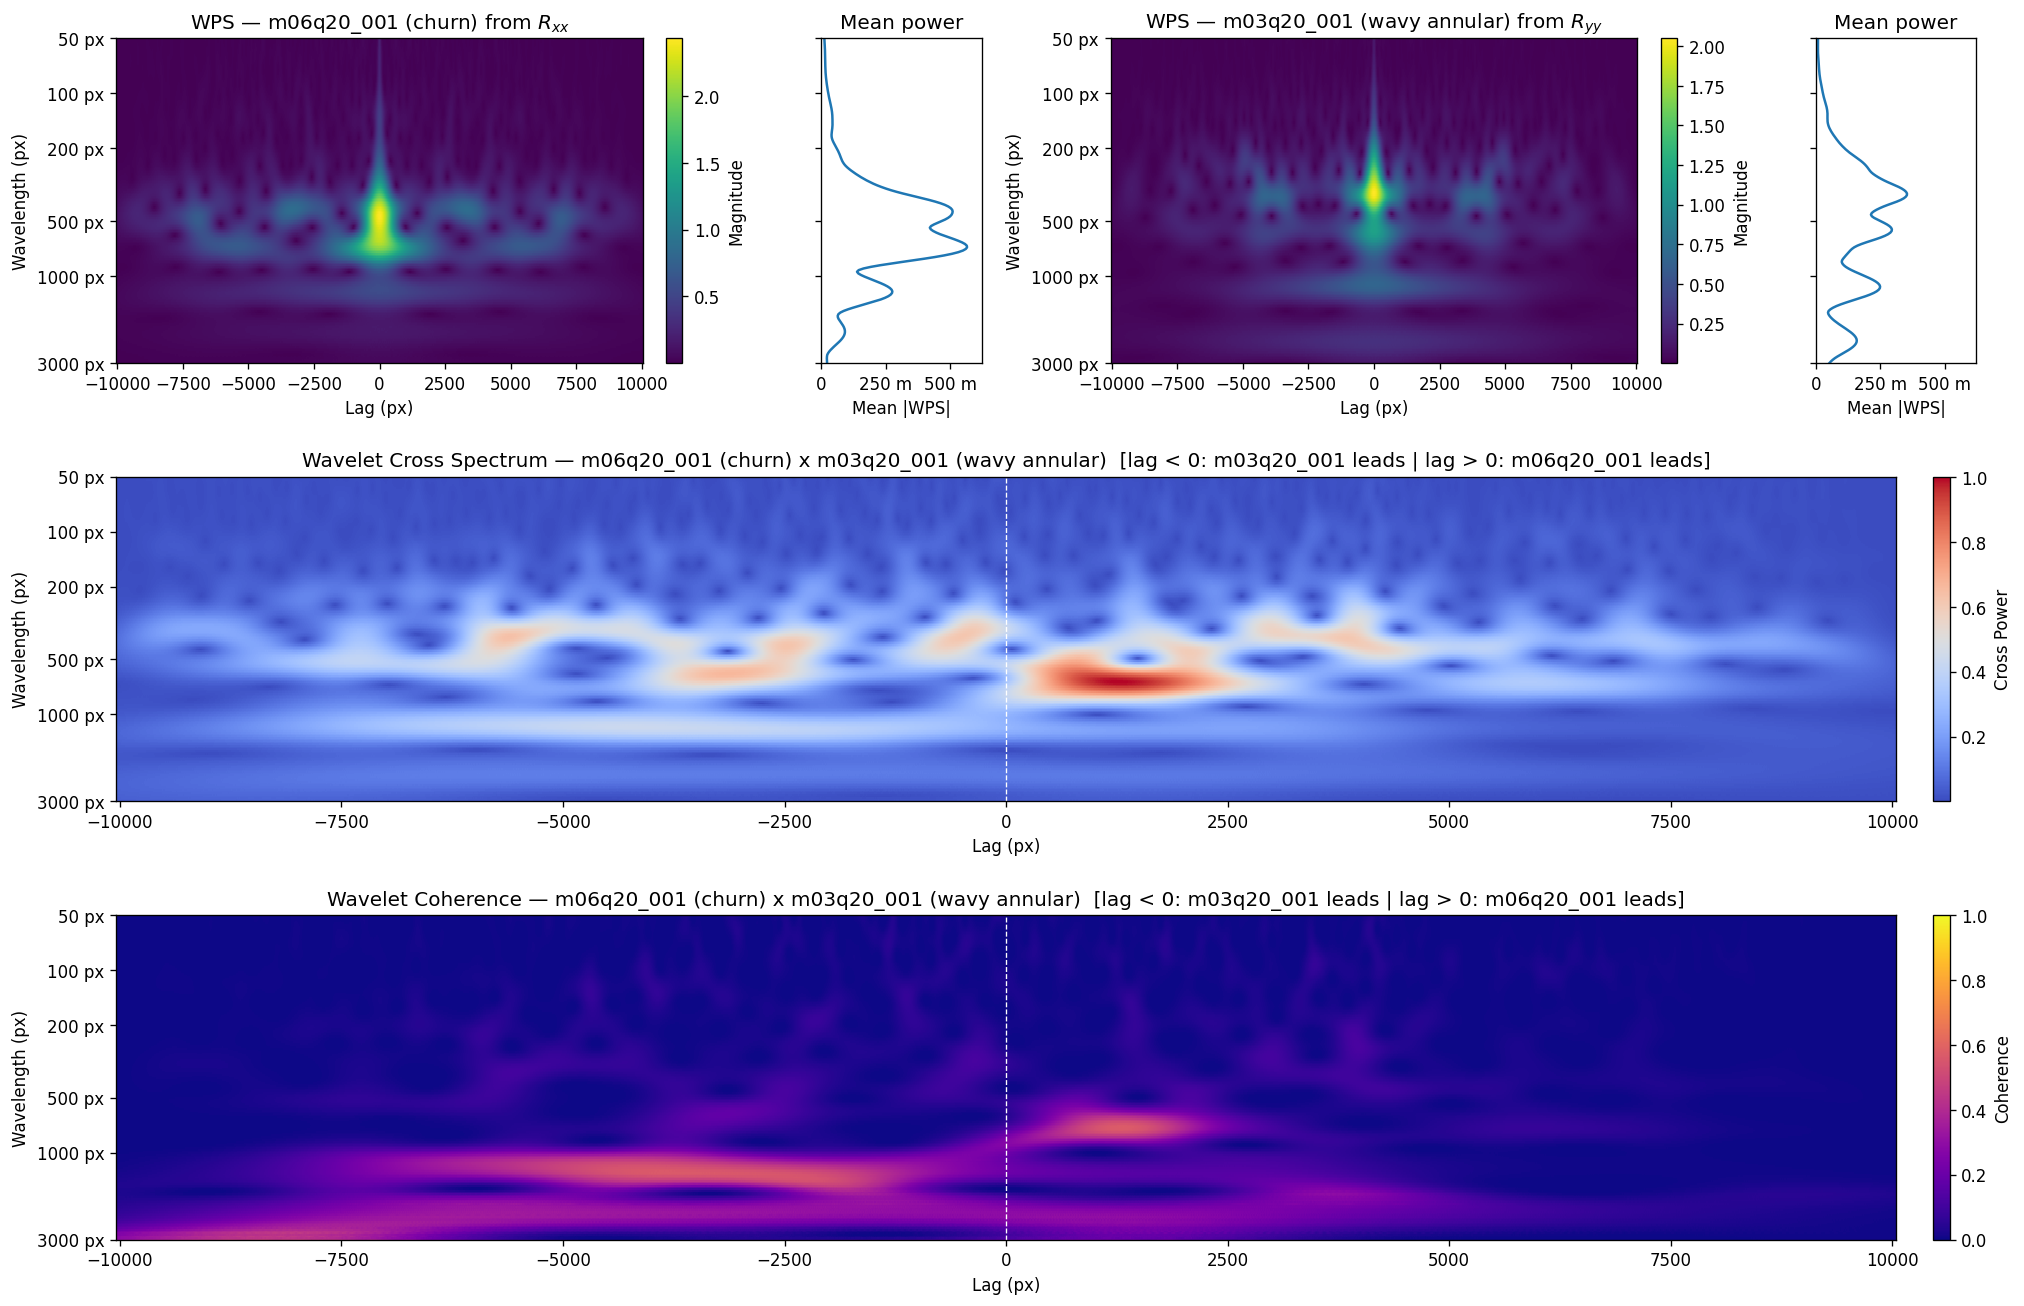 WPS — m06q20_001 (churn) from Rxx
Mean power
WPS — m03q20_001 (wavy annular) from Ryy
Mean power
50 px
100 px
200 px
500 px
1000 px
3000 px
Wavelength (px)
−10000 −7500 −5000 −2500 0 2500 5000 7500 10000
Lag (px)
2.0
1.5
1.0
0.5
Magnitude
0 250 m 500 m
Mean |WPS|
50 px
100 px
200 px
500 px
1000 px
3000 px
Wavelength (px)
−10000 −7500 −5000 −2500 0 2500 5000 7500 10000
Lag (px)
2.00
1.75
1.50
1.25
1.00
0.75
0.50
0.25
Magnitude
0 250 m 500 m
Mean |WPS|
Wavelet Cross Spectrum — m06q20_001 (churn) x m03q20_001 (wavy annular) [lag < 0: m03q20_001 leads | lag > 0: m06q20_001 leads]
50 px
100 px
200 px
500 px
1000 px
3000 px
Wavelength (px)
−10000 −7500 −5000 −2500 0 2500 5000 7500 10000
Lag (px)
1.0
0.8
0.6
0.4
0.2
Cross Power
Wavelet Coherence — m06q20_001 (churn) x m03q20_001 (wavy annular) [lag < 0: m03q20_001 leads | lag > 0: m06q20_001 leads]
50 px
100 px
200 px
500 px
1000 px
3000 px
Wavelength (px)
−10000 −7500 −5000 −2500 0 2500 5000 7500 10000
Lag (px)
1.0
0.8
0.6
0.4
0.2
0.0
Coherence